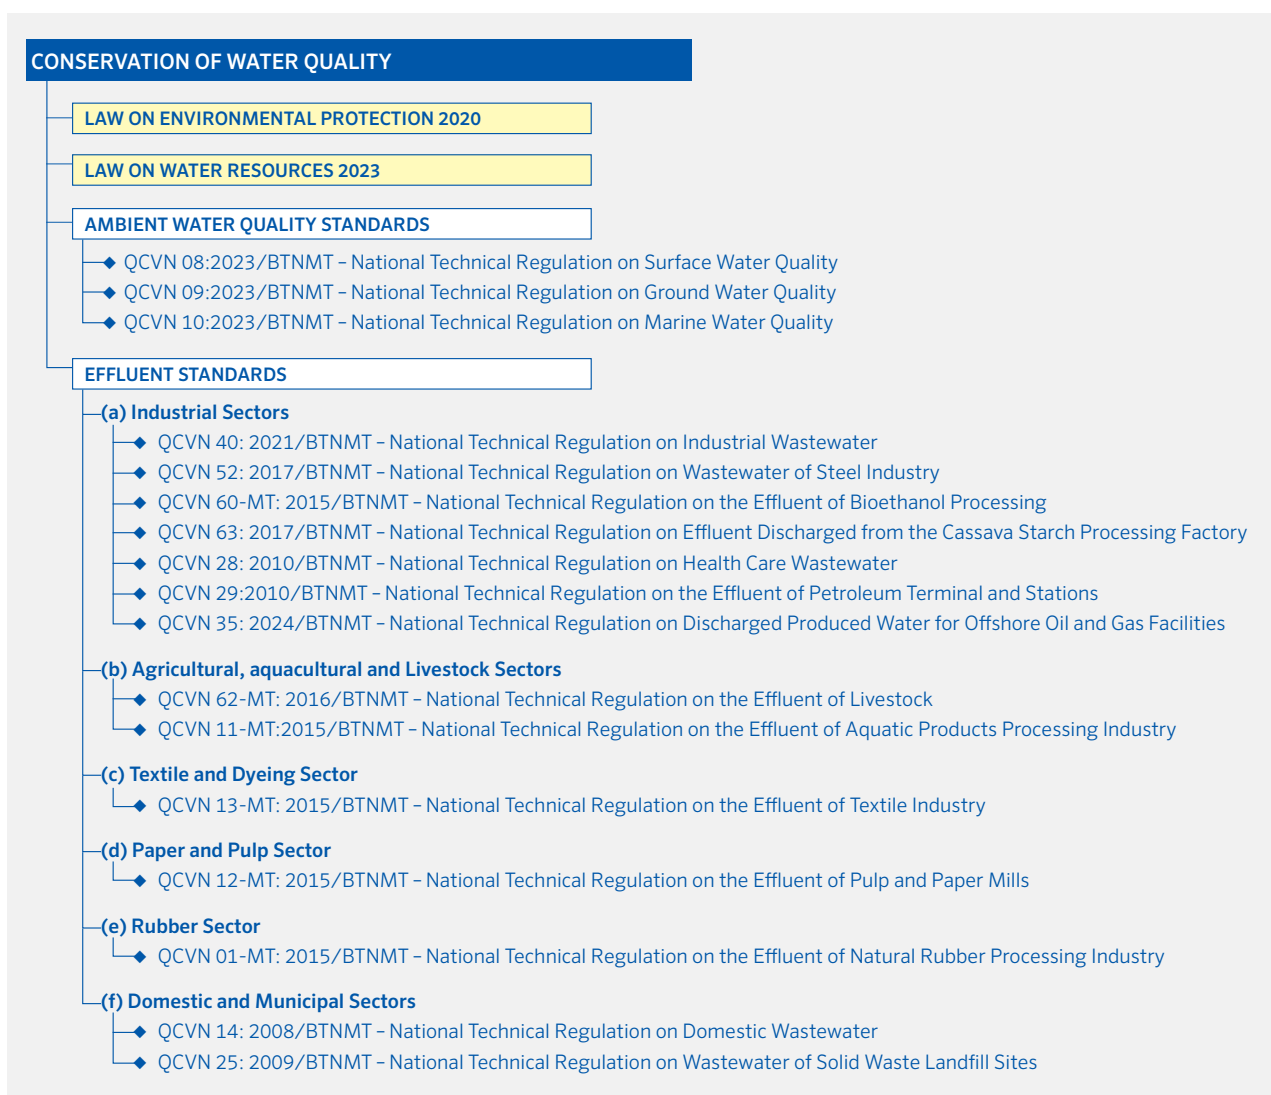 CONSERVATION OF WATER QUALITY
LAW ON ENVIRONMENTAL PROTECTION 2020
LAW ON WATER RESOURCES 2023
AMBIENT WATER QUALITY STANDARDS
QCVN 08:2023/BTNMT – National Technical Regulation on Surface Water Quality
QCVN 09:2023/BTNMT – National Technical Regulation on Ground Water Quality
QCVN 10:2023/BTNMT – National Technical Regulation on Marine Water Quality
EFFLUENT STANDARDS
(a) Industrial Sectors
QCVN 40: 2021/BTNMT – National Technical Regulation on Industrial Wastewater
QCVN 52: 2017/BTNMT – National Technical Regulation on Wastewater of Steel Industry
QCVN 60-MT: 2015/BTNMT – National Technical Regulation on the Effluent of Bioethanol Processing
QCVN 63: 2017/BTNMT – National Technical Regulation on Effluent Discharged from the Cassava Starch Processing Factory
QCVN 28: 2010/BTNMT – National Technical Regulation on Health Care Wastewater
QCVN 29:2010/BTNMT – National Technical Regulation on the Effluent of Petroleum Terminal and Stations
QCVN 35: 2024/BTNMT – National Technical Regulation on Discharged Produced Water for Offshore Oil and Gas Facilities
(b) Agricultural, aquacultural and Livestock Sectors
QCVN 62-MT: 2016/BTNMT – National Technical Regulation on the Effluent of Livestock
QCVN 11-MT:2015/BTNMT – National Technical Regulation on the Effluent of Aquatic Products Processing Industry
(c) Textile and Dyeing Sector
QCVN 13-MT: 2015/BTNMT – National Technical Regulation on the Effluent of Textile Industry
(d) Paper and Pulp Sector
QCVN 12-MT: 2015/BTNMT – National Technical Regulation on the Effluent of Pulp and Paper Mills
(e) Rubber Sector
QCVN 01-MT: 2015/BTNMT – National Technical Regulation on the Effluent of Natural Rubber Processing Industry
(f) Domestic and Municipal Sectors
QCVN 14: 2008/BTNMT – National Technical Regulation on Domestic Wastewater
QCVN 25: 2009/BTNMT – National Technical Regulation on Wastewater of Solid Waste Landfill Sites